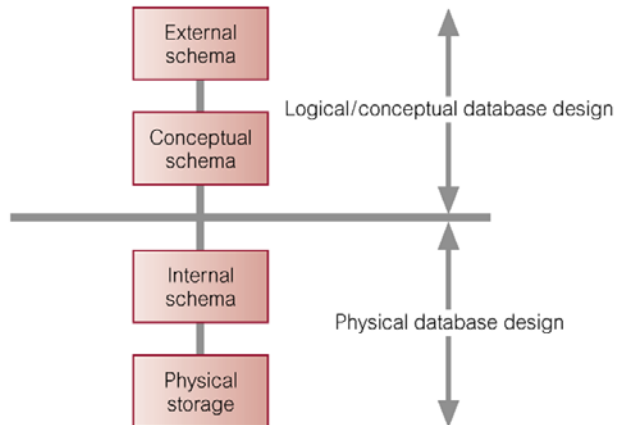 External
schema
Logical/conceptual database design
Conceptual
schema
Internal
schema
Physical database design
Physical
storage